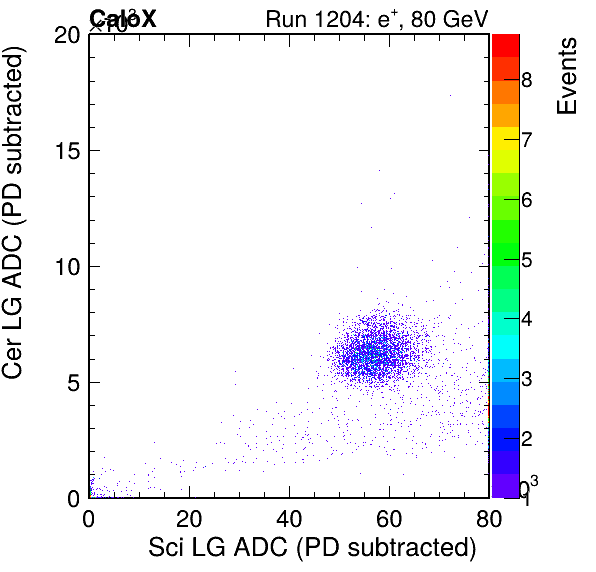 CaloX
×10³
Run 1204: e⁺, 80 GeV
Events
Cer LG ADC (PD subtracted)
20
15
10
5
0
8
7
6
5
4
3
2
1
0 20 40 60 80
Sci LG ADC (PD subtracted)